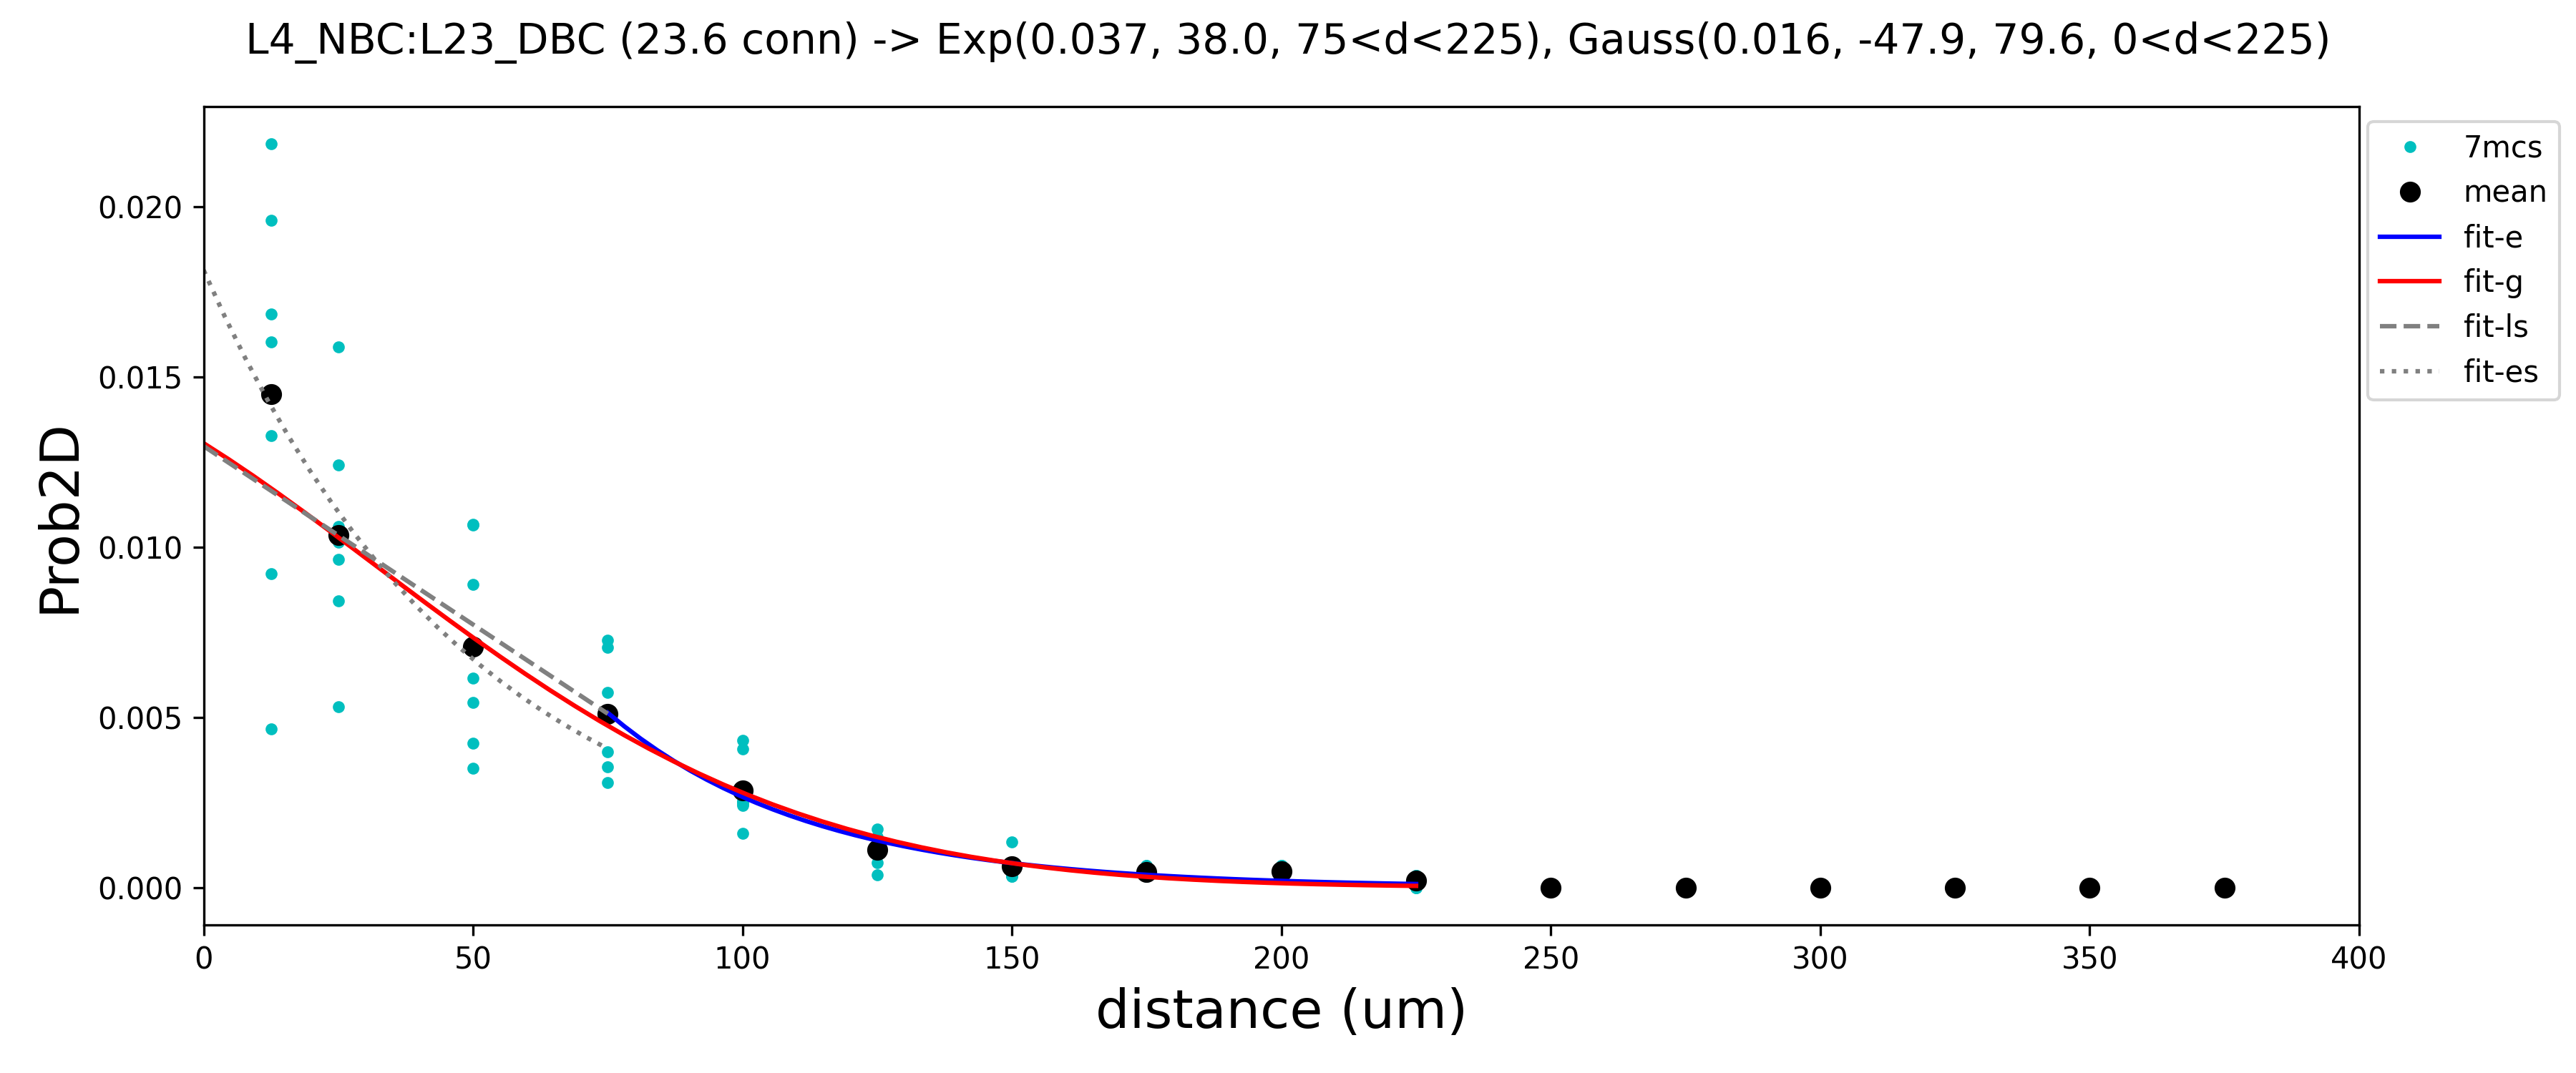 L4_NBC:L23_DBC (23.6 conn) -> Exp(0.037, 38.0, 75<d<225), Gauss(0.016, -47.9, 79.6, 0<d<225)
7mcs
mean
fit-e
fit-g
fit-ls
fit-es
Prob2D
0.020
0.015
0.010
0.005
0.000
0 50 100 150 200 250 300 350 400
distance (um)